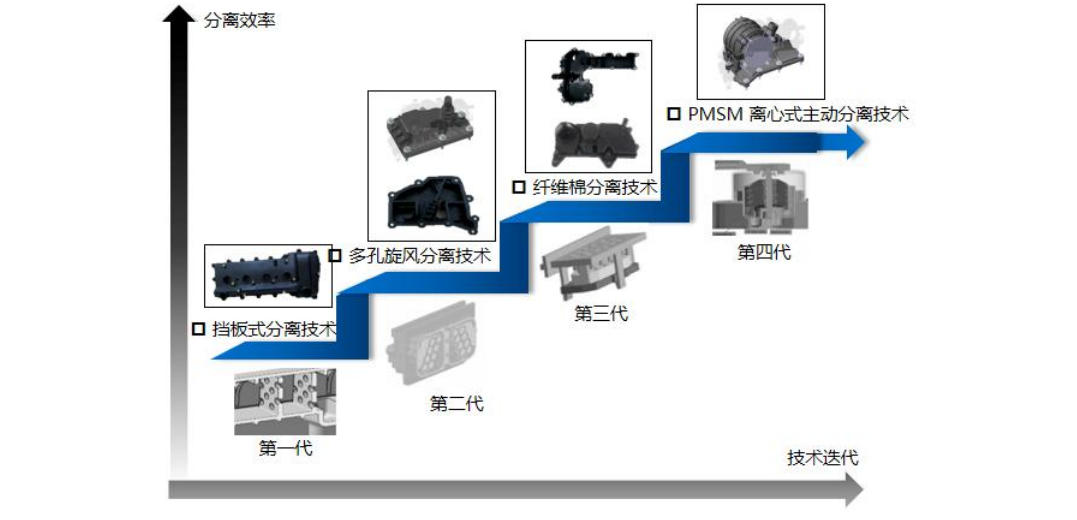 分离效率
PMSM 离心式主动分离技术
纤维棉分离技术
多孔旋风分离技术
第四代
第三代
挡板式分离技术
第二代
第一代
技术迭代